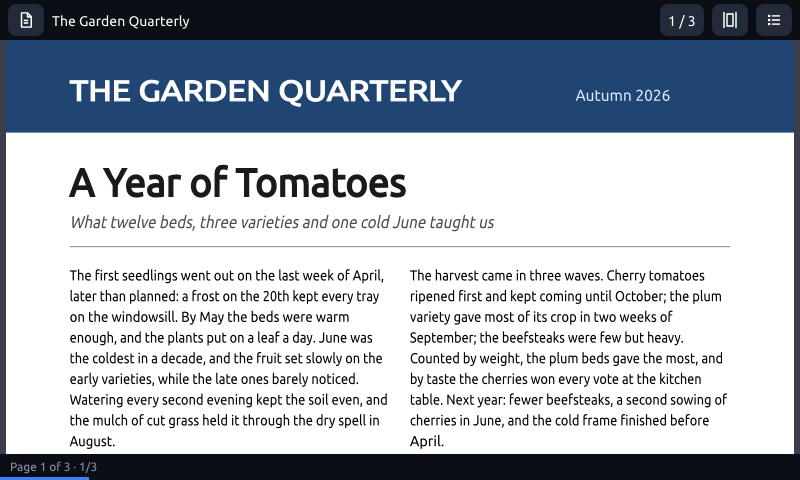 The Garden Quarterly
1 / 3
THE GARDEN QUARTERLY
Autumn 2026
A Year of Tomatoes
What twelve beds, three varieties and one cold June taught us
The first seedlings went out on the last week of April,
later than planned: a frost on the 20th kept every tray
on the windowsill. By May the beds were warm
enough, and the plants put on a leaf a day. June was
the coldest in a decade, and the fruit set slowly on the
early varieties, while the late ones barely noticed.
Watering every second evening kept the soil even, and
the mulch of cut grass held it through the dry spell in
August.
The harvest came in three waves. Cherry tomatoes
ripened first and kept coming until October; the plum
variety gave most of its crop in two weeks of
September; the beefsteaks were few but heavy.
Counted by weight, the plum beds gave the most, and
by taste the cherries won every vote at the kitchen
table. Next year: fewer beefsteaks, a second sowing of
cherries in June, and the cold frame finished before
April.
Page 1 of 3 · 1/3